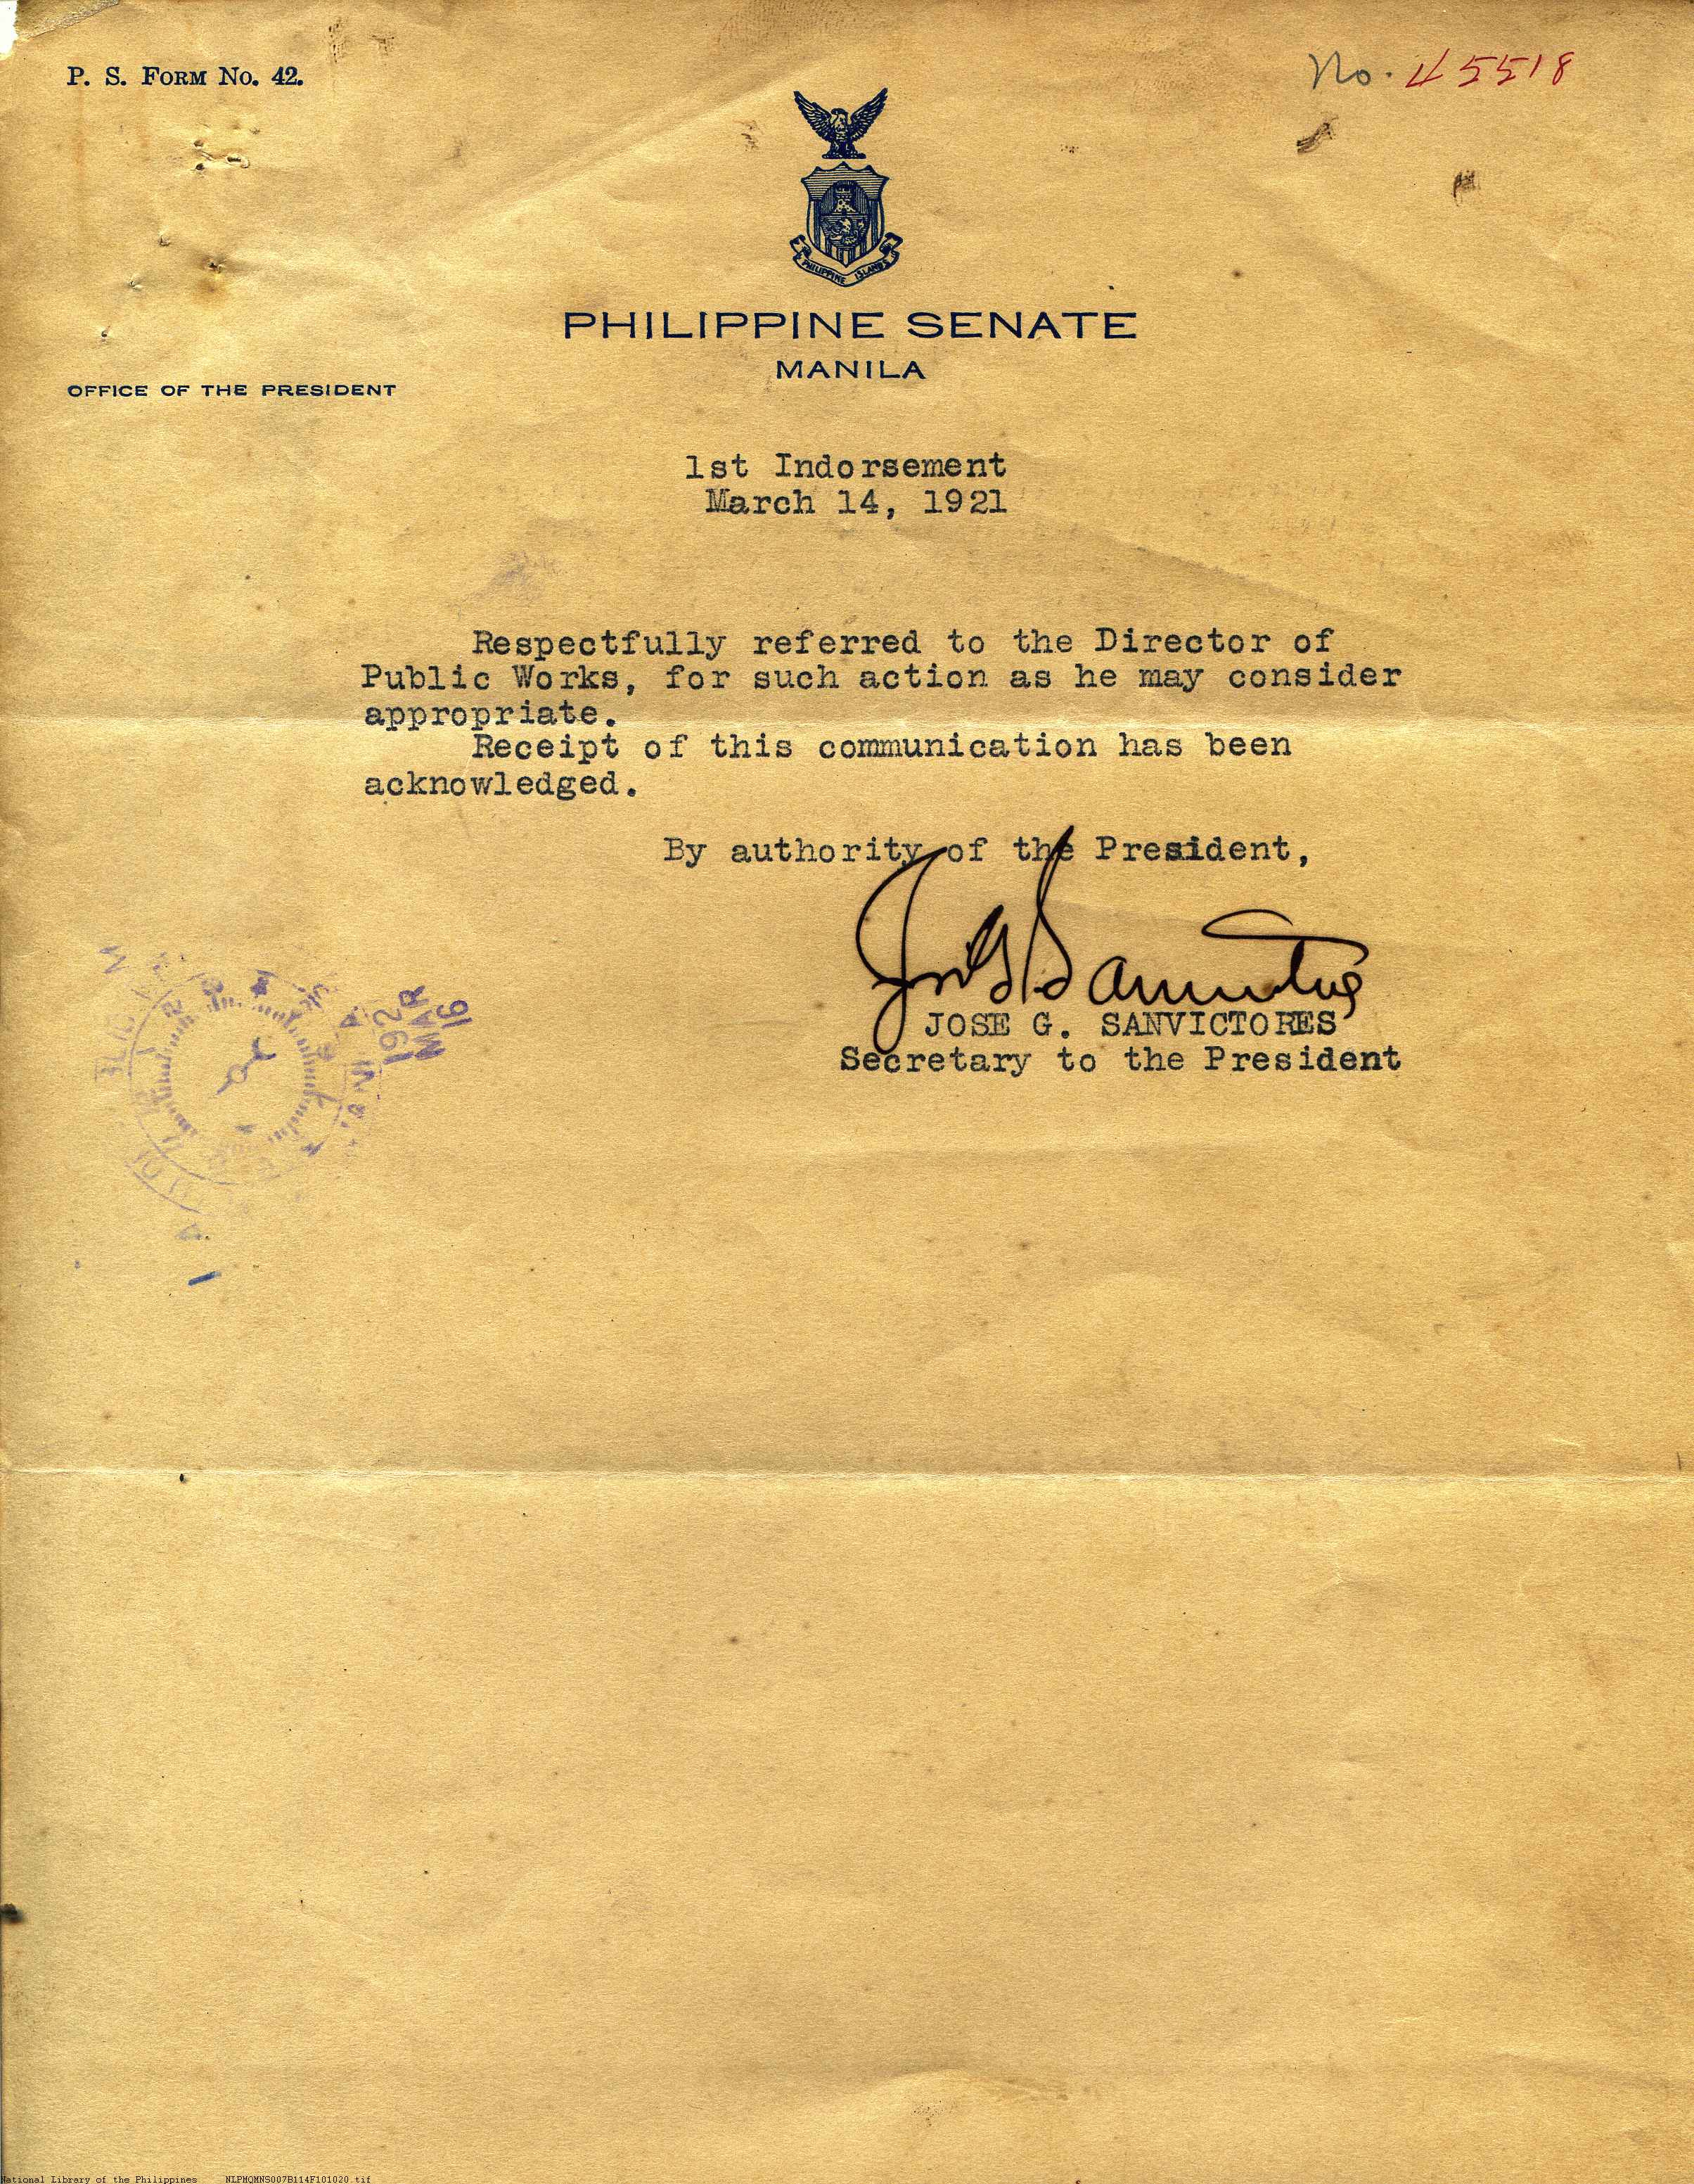 P. S. FORM No. 42.
No. 45518
PHILIPPINE ISLANDS
PHILIPPINE SENATE
MANILA
OFFICE OF THE PRESIDENT
1st Indorsement
March 14, 1921
Respectfully referred to the Director of
Public Works, for such action as he may consider
appropriate.
Receipt of this communication has been
acknowledged.
By authority of the President,
JOSE G. SANVICTORES
Secretary to the President
MAR
16
National Library of the Philippines NLPMQMNS007B114F101020.tif